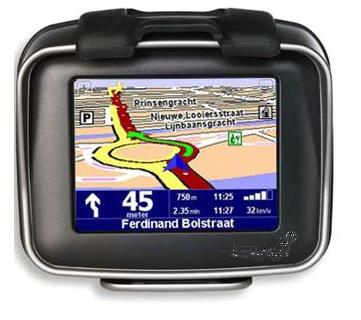 Prinsengracht
P
Nieuwe Looiersstraat
Lijnbaansgracht
45
meter
750 m
11:25
2.35 min
11:27
32 km/u
Ferdinand Bolstraat